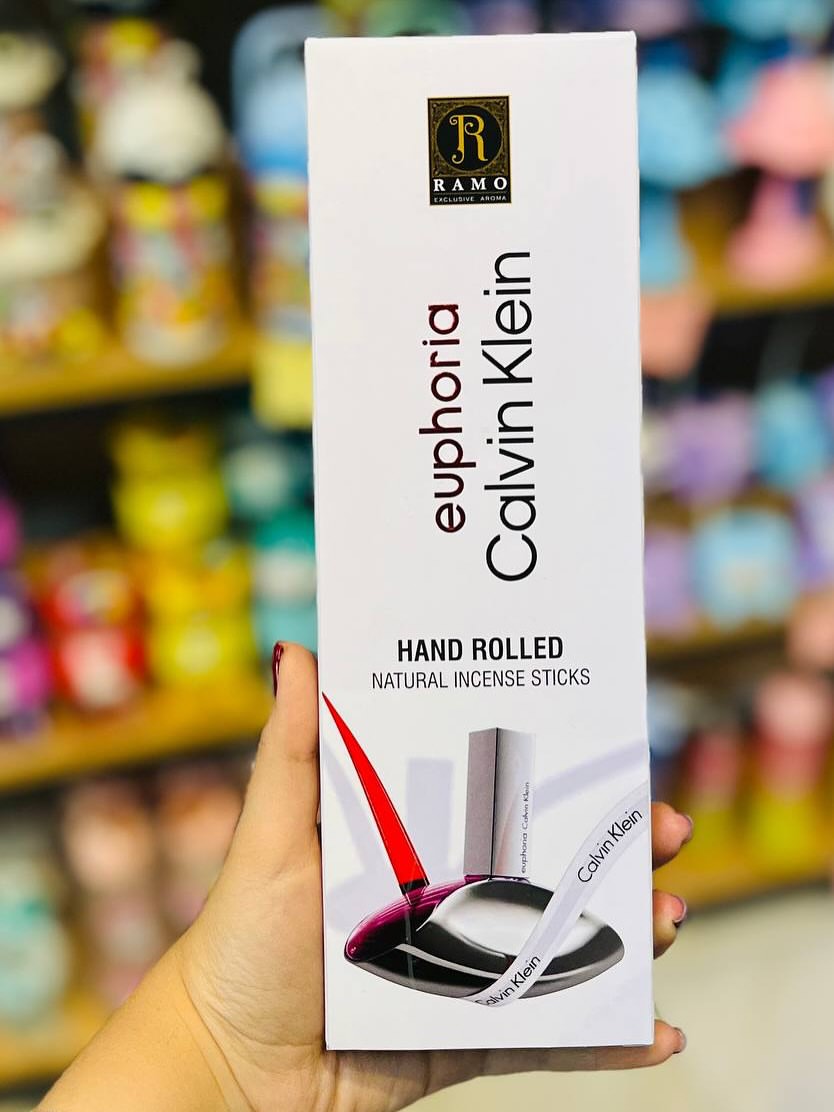 R
RAMO
EXCLUSIVE AROMA
euphoria
Calvin Klein
HAND ROLLED
NATURAL INCENSE STICKS
euphoria Calvin Klein
Calvin Klein
Calvin Klein